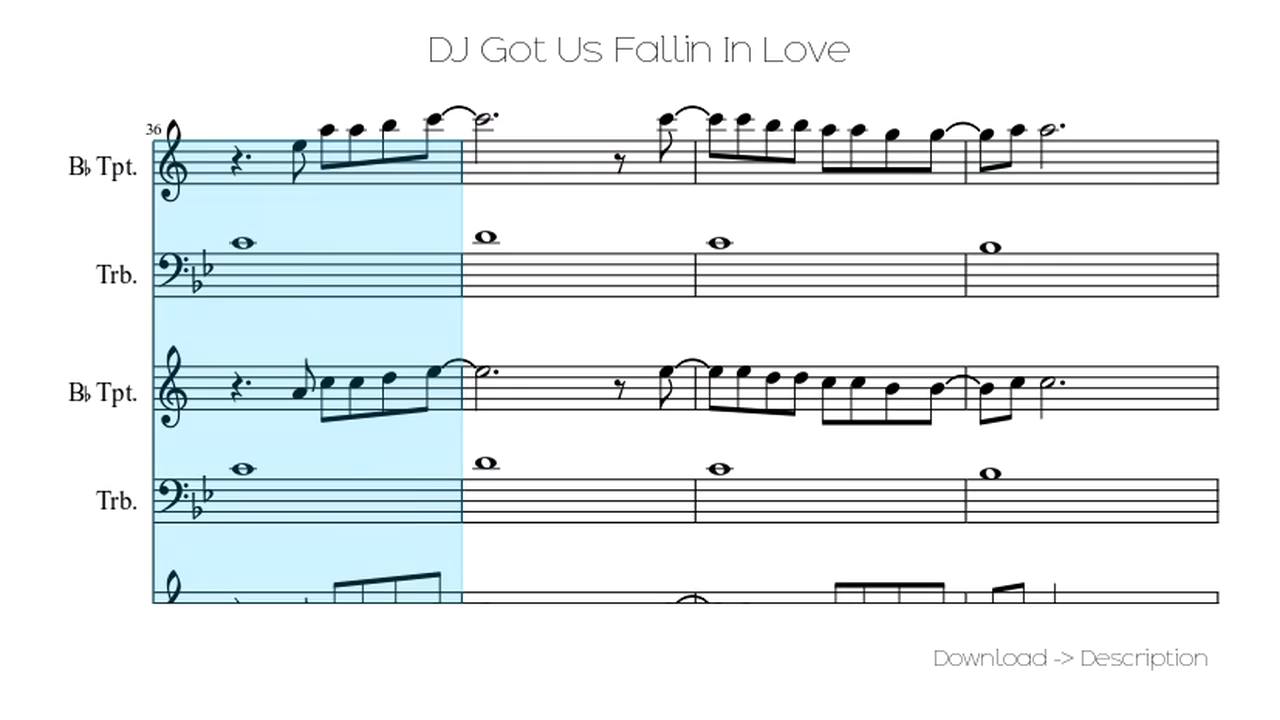 DJ Got Us Fallin In Love
36
B♭ Tpt.
Trb.
B♭ Tpt.
Trb.
Download -> Description